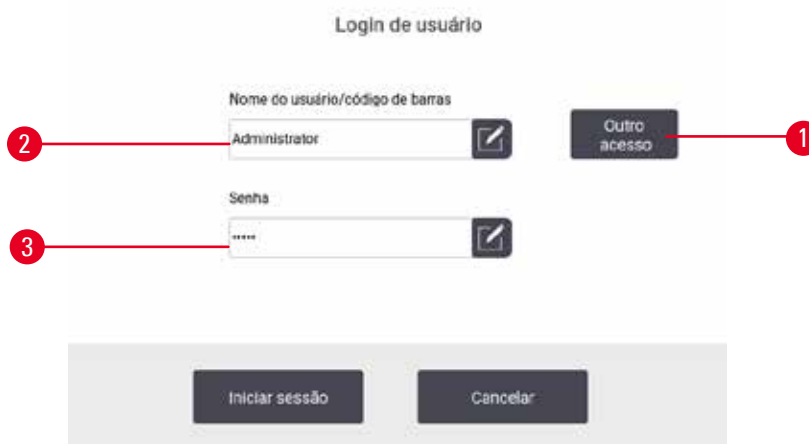 Login de usuário
Nome do usuário/código de barras
2
Administrator
Outro
acesso
1
Senha
3
•••••
Iniciar sessão
Cancelar